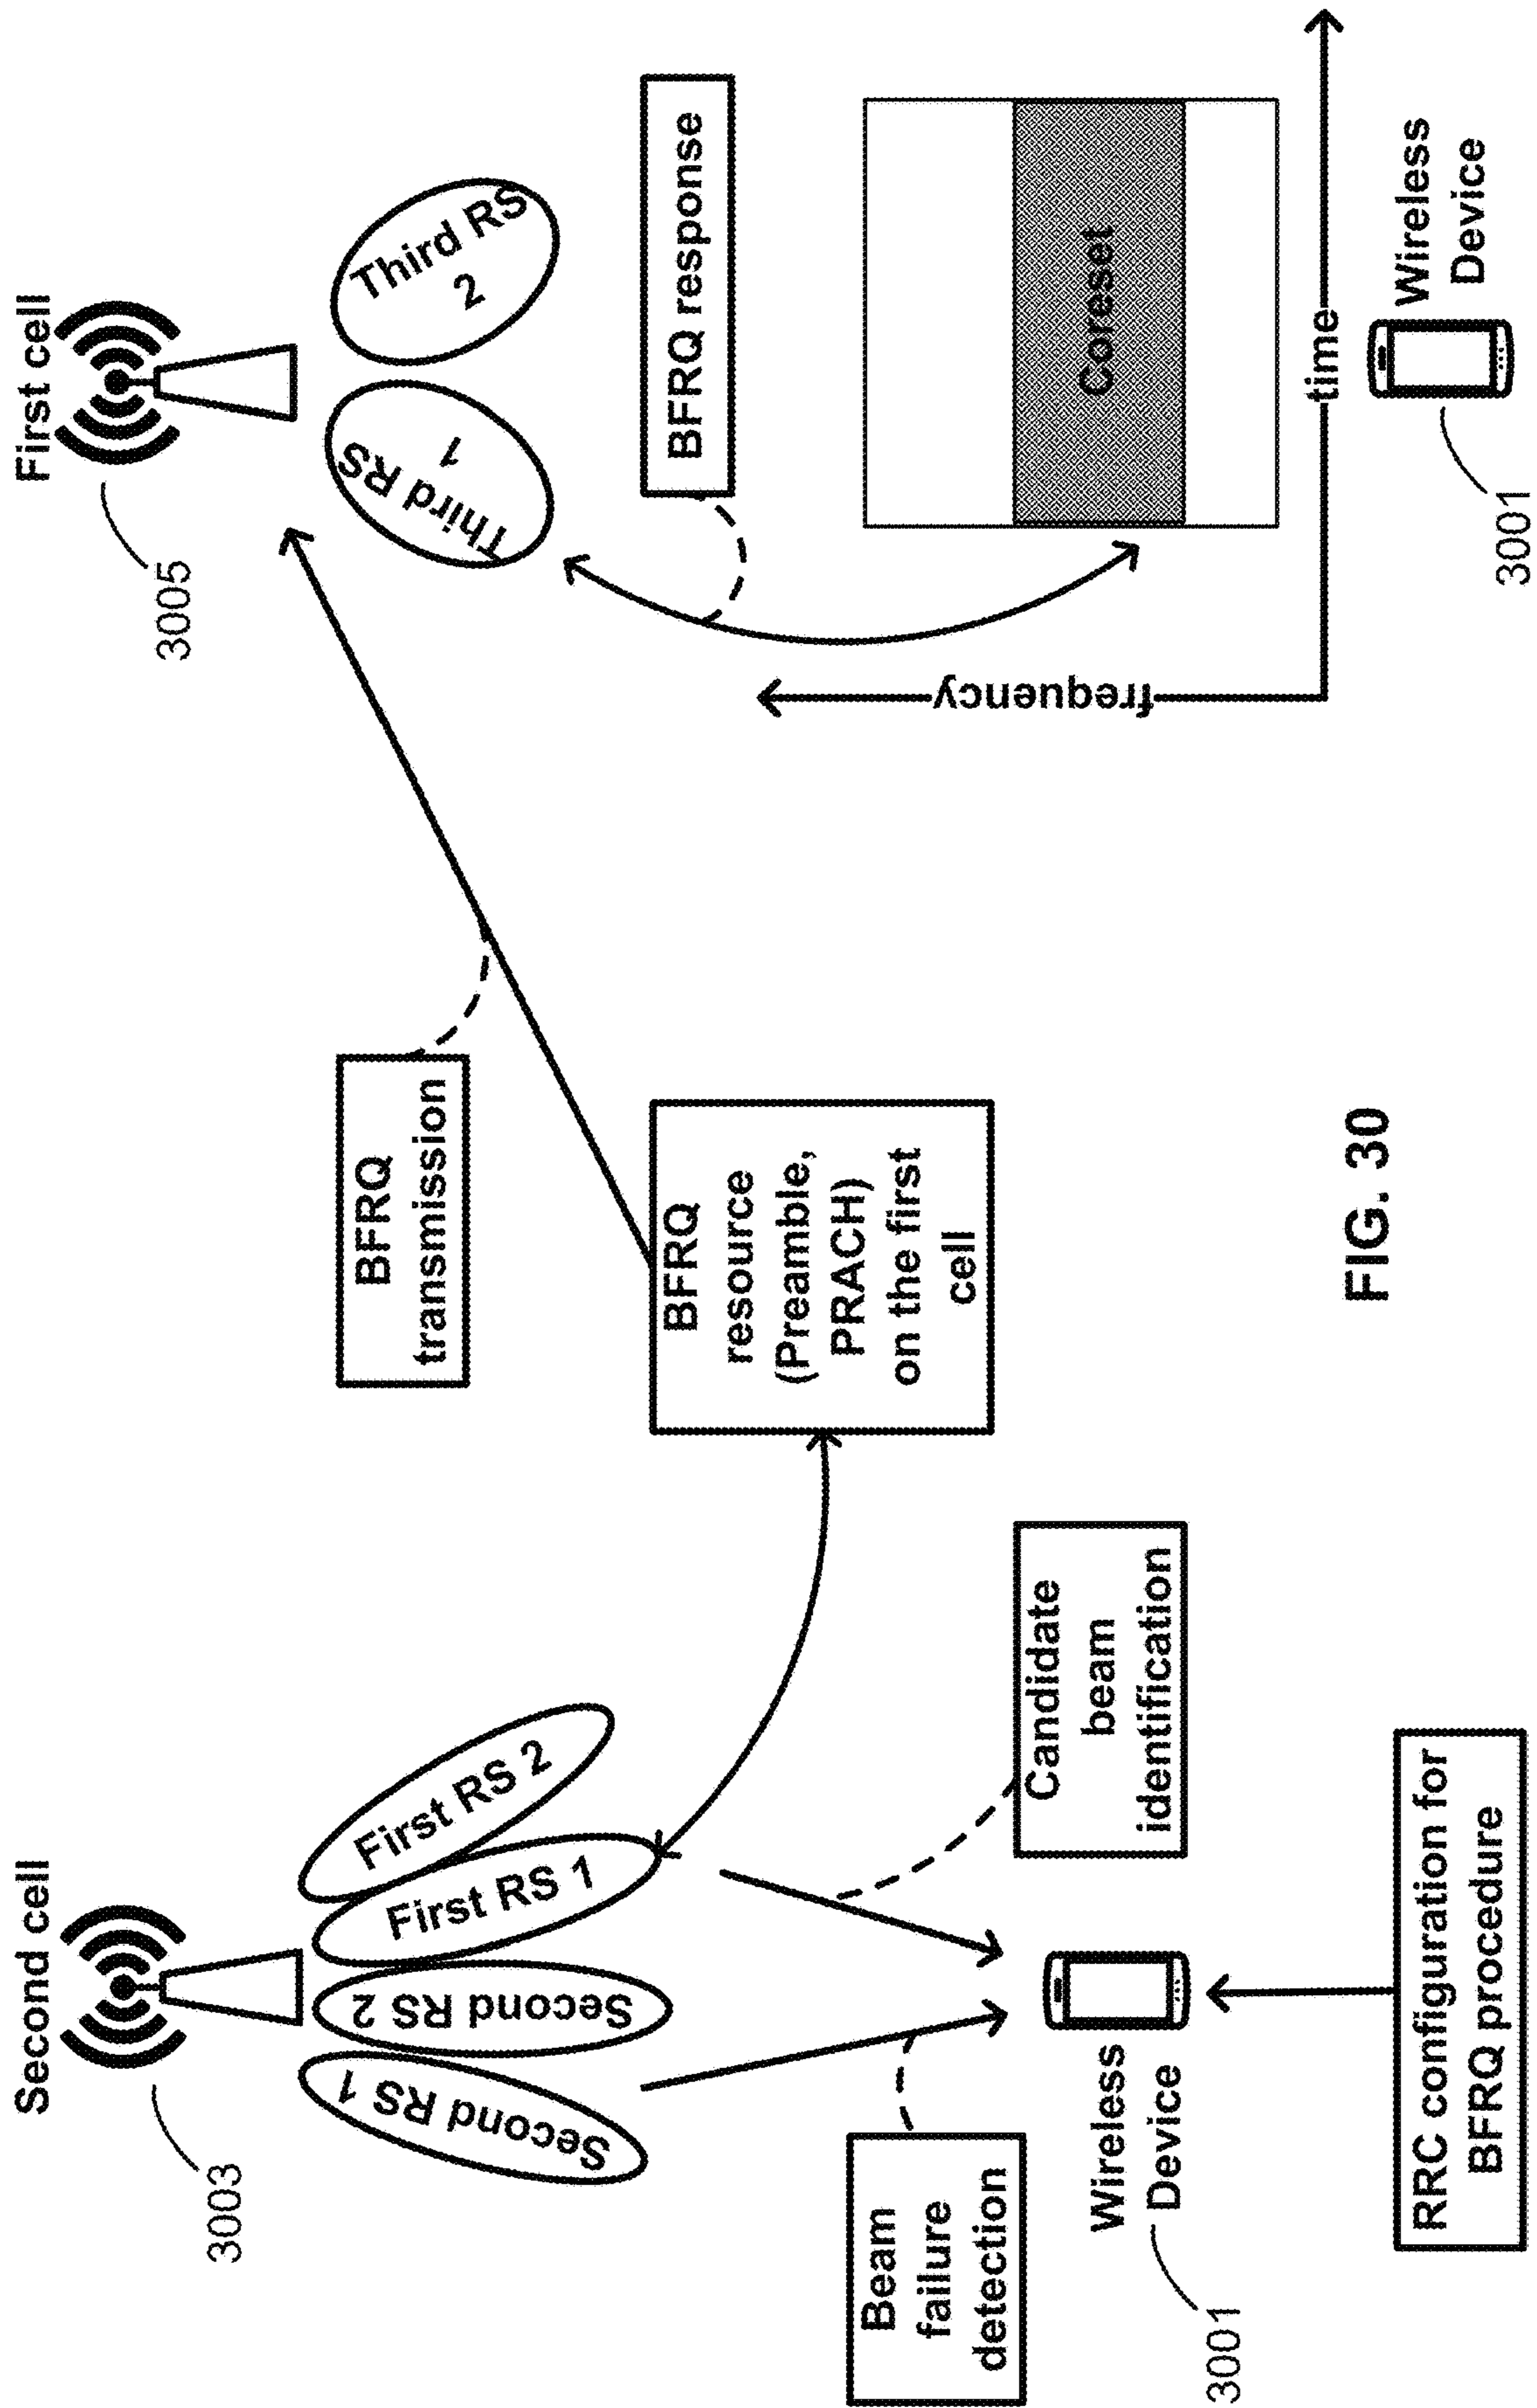 Second cell
3003
Second RS 1
Second RS 2
First RS 1
First RS 2
Beam
failure
detection
Wireless
Device
3001
Candidate
beam
identification
RRC configuration for
BFRQ procedure
BFRQ
transmission
BFRQ
resource
(Preamble,
PRACH)
on the first
cell
First cell
3005
Third RS
1
Third RS
2
BFRQ response
frequency
Coreset
time
Wireless
Device
3001
FIG. 30